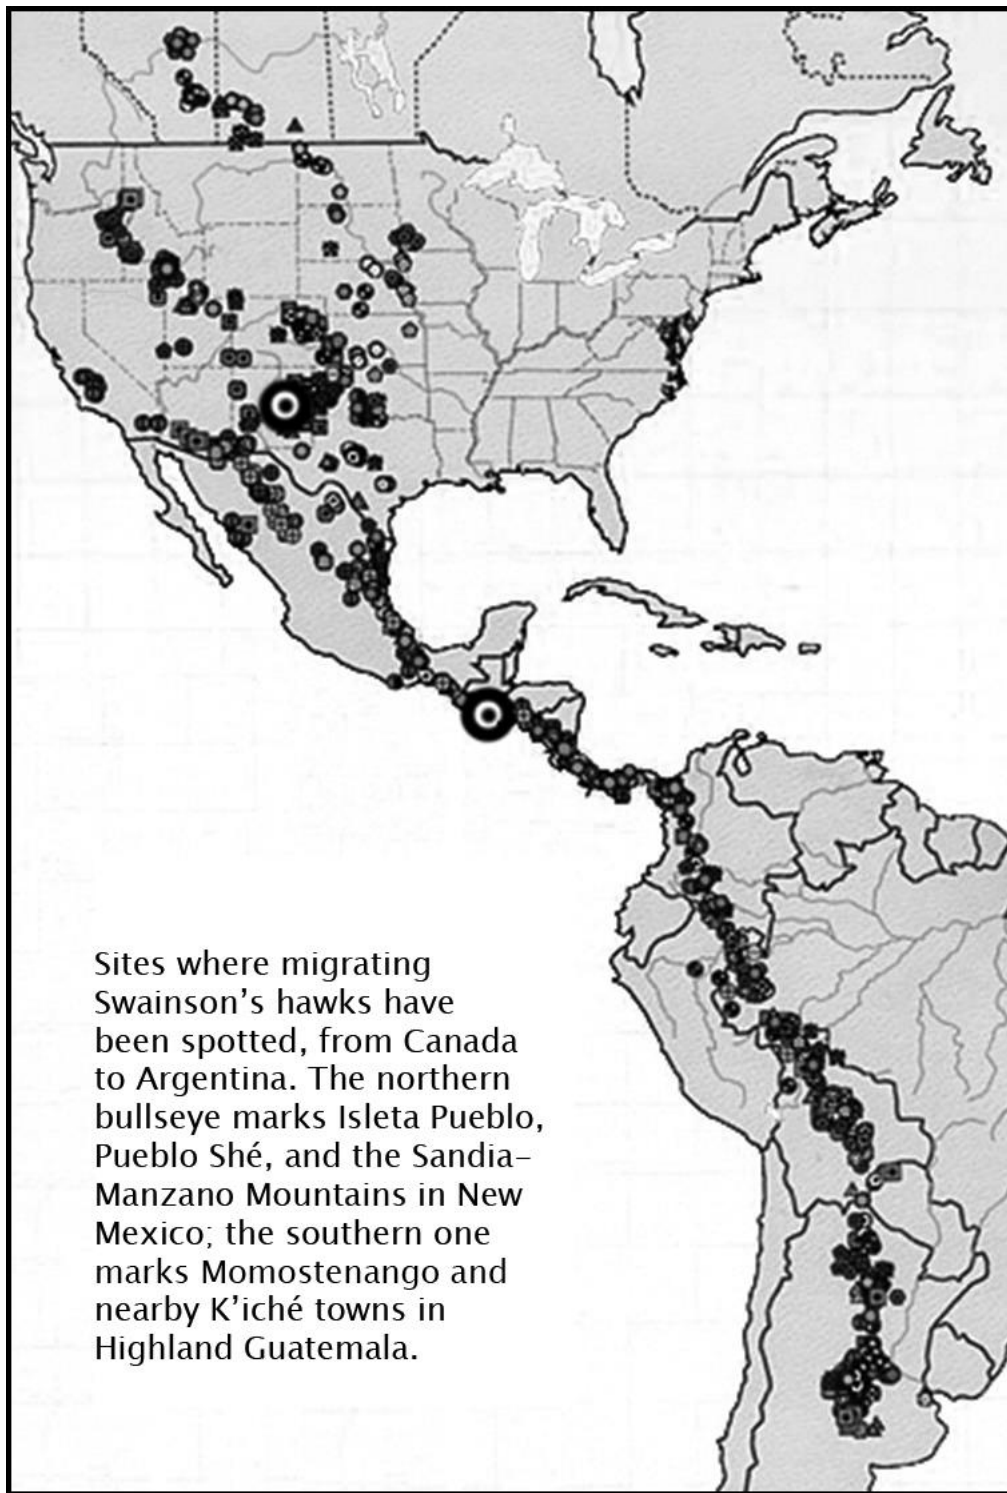 Sites where migrating
Swainson’s hawks have
been spotted, from Canada
to Argentina. The northern
bullseye marks Isleta Pueblo,
Pueblo Shé, and the Sandia-
Manzano Mountains in New
Mexico; the southern one
marks Momostenango and
nearby K’iché towns in
Highland Guatemala.